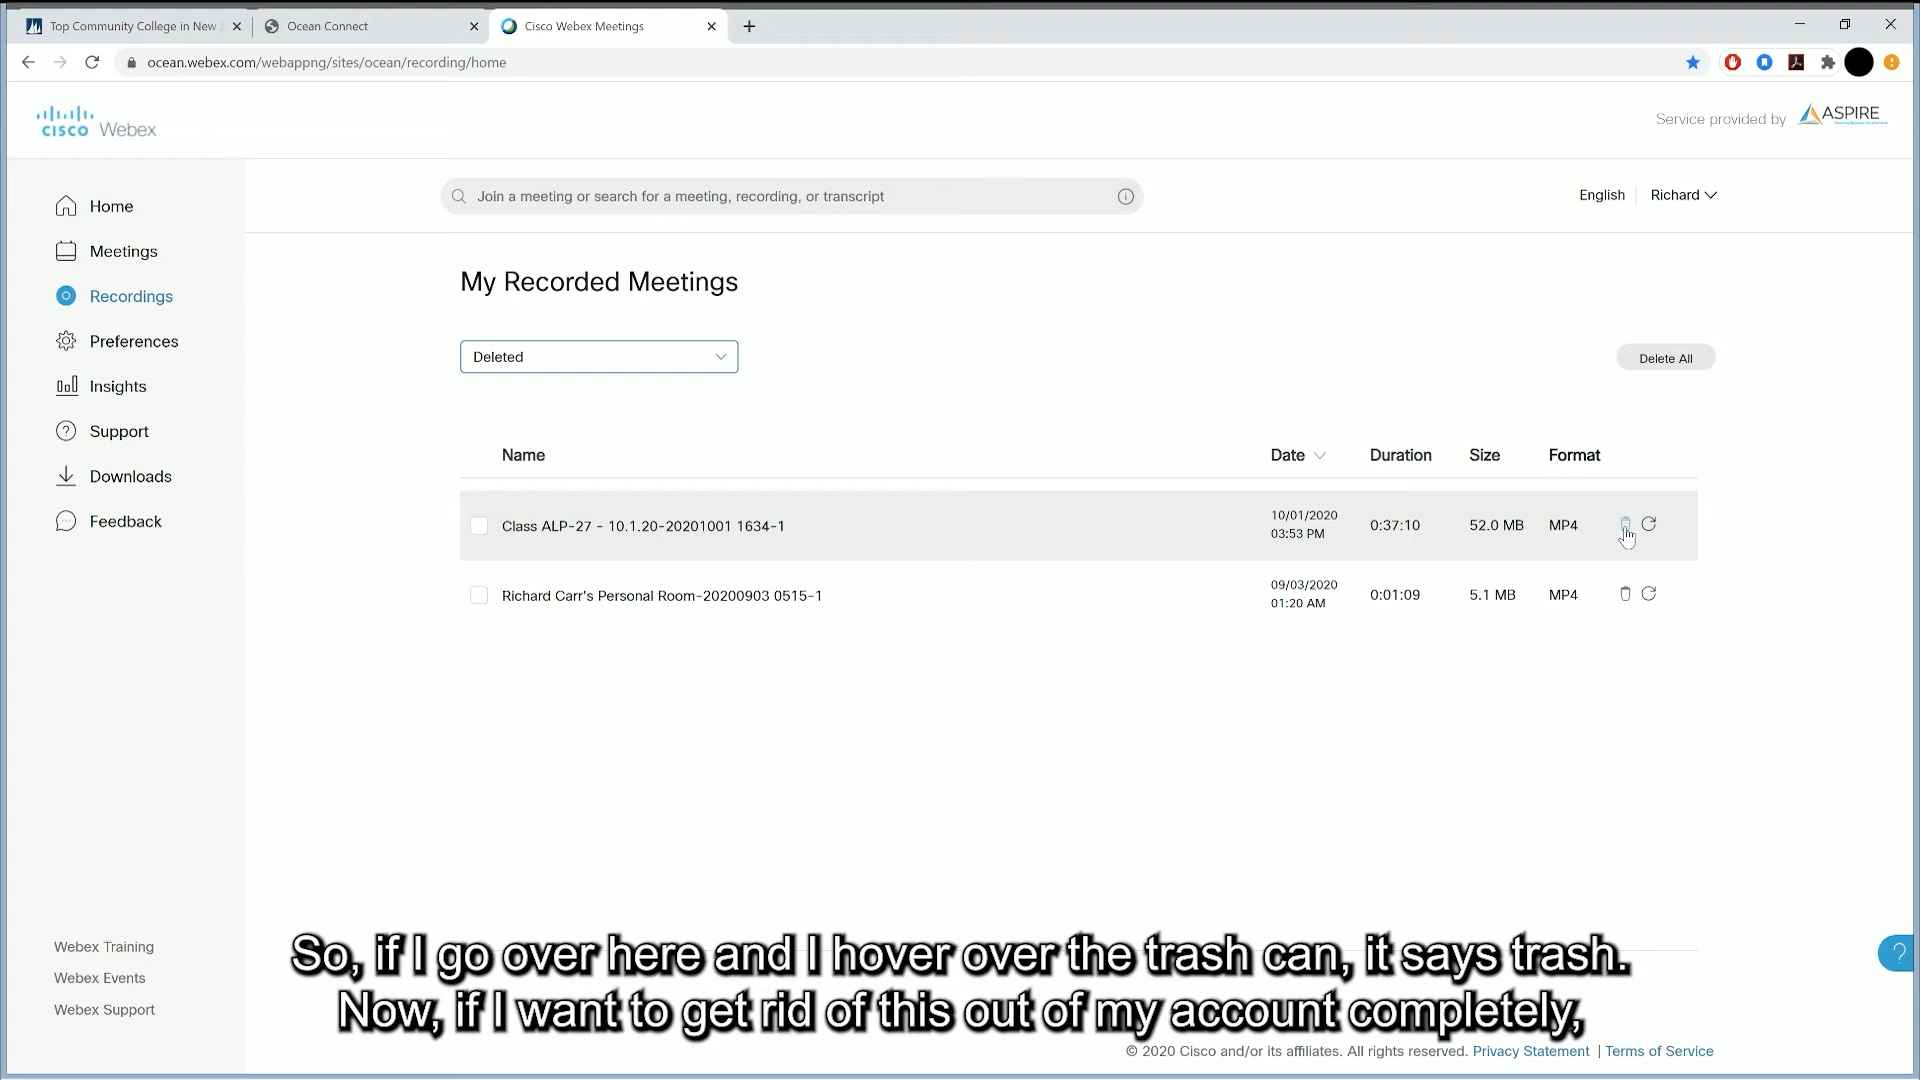 Top Community College in New
Ocean Connect
Cisco Webex Meetings
ocean.webex.com/webappng/sites/ocean/recording/home
cisco Webex
Service provided by ASPIRE
Join a meeting or search for a meeting, recording, or transcript
English
Richard
Home
Meetings
Recordings
Preferences
Insights
Support
Downloads
Feedback
My Recorded Meetings
Deleted
Delete All
Name Date Duration Size Format
Class ALP-27 - 10.1.20-20201001 1634-1
10/01/2020
03:53 PM
0:37:10 52.0 MB MP4
Richard Carr's Personal Room-20200903 0515-1
09/03/2020
01:20 AM
0:01:09 5.1 MB MP4
Webex Training
Webex Events
Webex Support
So, if I go over here and I hover over the trash can, it says trash.
Now, if I want to get rid of this out of my account completely,
© 2020 Cisco and/or its affiliates. All rights reserved. Privacy Statement | Terms of Service